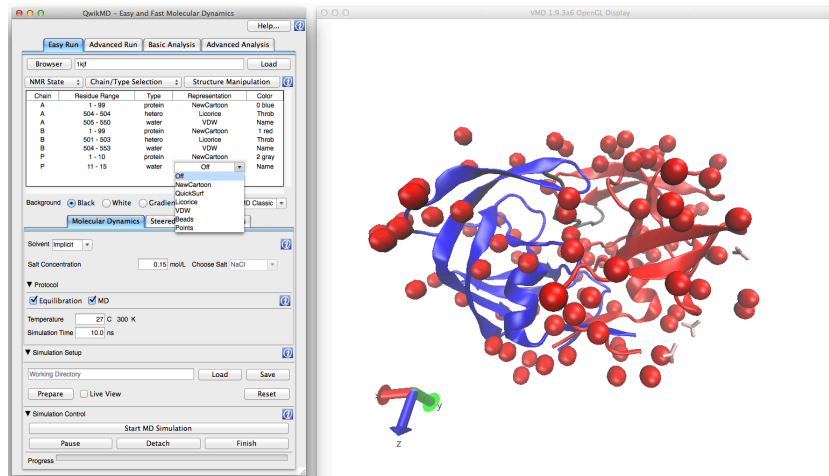 QwikMD - Easy and Fast Molecular Dynamics
VMD 1.9.3a6 OpenGL Display
Help...
Easy Run Advanced Run Basic Analysis Advanced Analysis
Browser 1kjf Load
NMR State Chain/Type Selection Structure Manipulation
Chain Residue Range Type Representation Color
A 1 - 99 protein NewCartoon 0 blue
A 504 - 504 hetero Licorice Throb
A 505 - 550 water VDW Name
B 1 - 99 protein NewCartoon 1 red
B 501 - 503 hetero Licorice Throb
B 504 - 553 water VDW Name
P 1 - 10 protein NewCartoon 2 gray
P 11 - 15 water Off Name
Off
NewCartoon
QuickSurf
Licorice
VDW
Beads
Points
Background Black White Gradien D Classic
Molecular Dynamics Steered
Solvent Implicit
Salt Concentration 0.15 mol/L Choose Salt NaCl
Protocol
Equilibration MD
Temperature 27 C 300 K
Simulation Time 10.0 ns
Simulation Setup
Working Directory Load Save
Prepare Live View Reset
Simulation Control
Start MD Simulation
Pause Detach Finish
Progress
y
Z